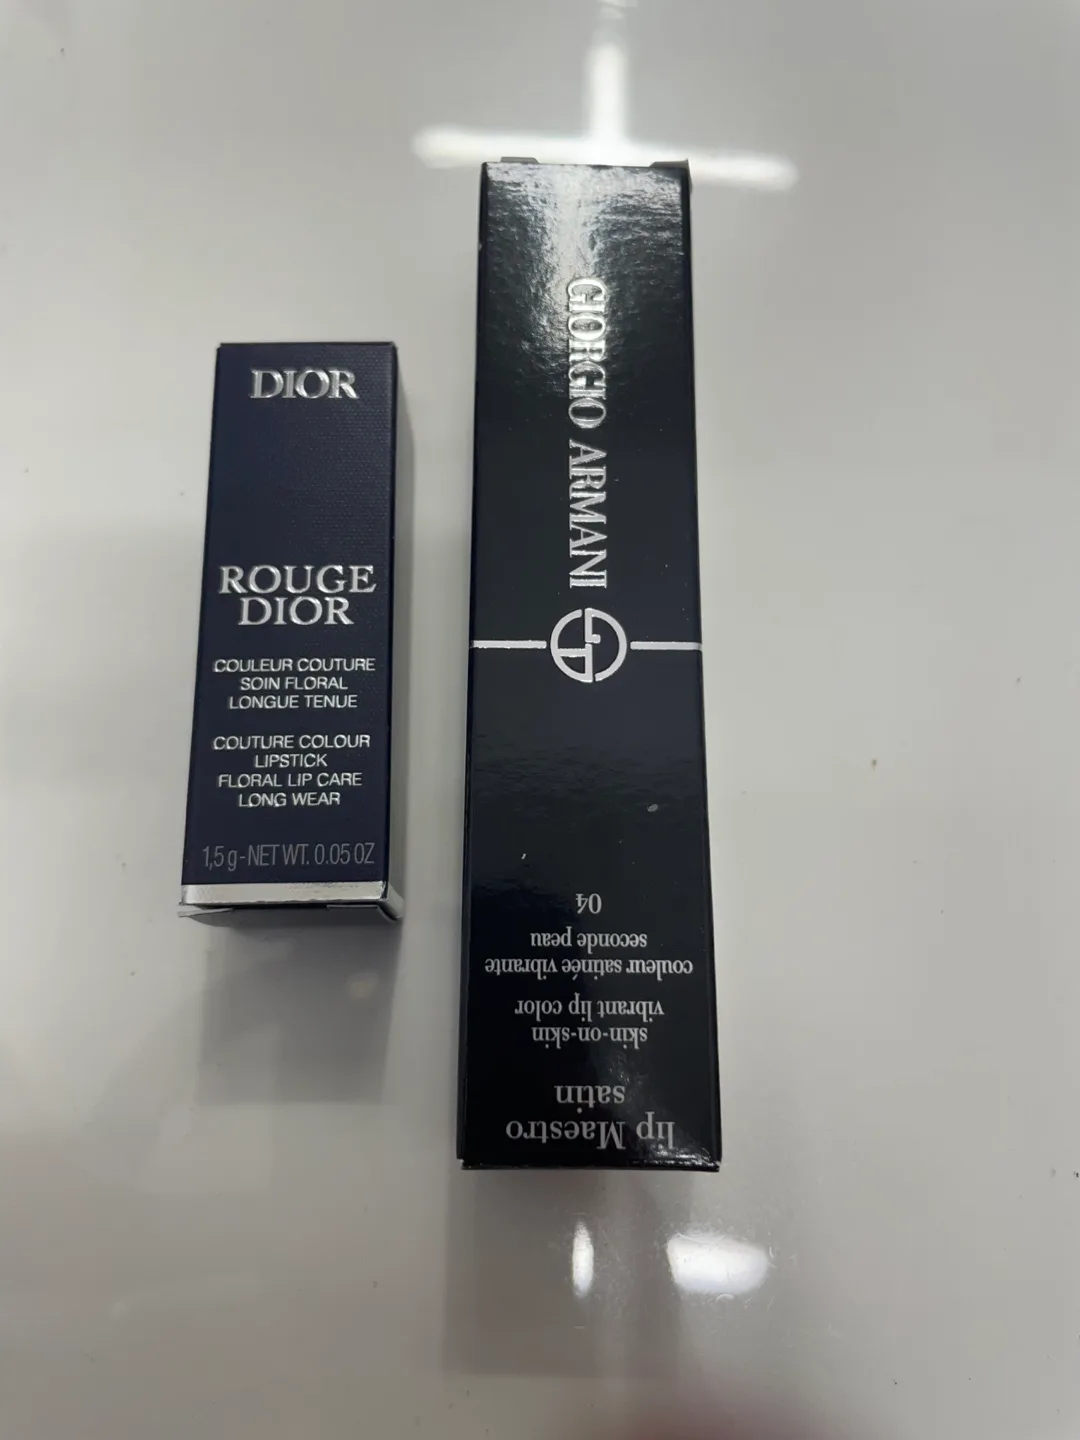 DIOR
ROUGE
DIOR
COULEUR COUTURE
SOIN FLORAL
LONGUE TENUE
COUTURE COLOUR
LIPSTICK
FLORAL LIP CARE
LONG WEAR
1,5 g - NET WT. 0.05 OZ
GIORGIO ARMANI
lip Maestro
satin
skin-on-skin
vibrant lip color
couleur satinée vibrante
seconde peau
04